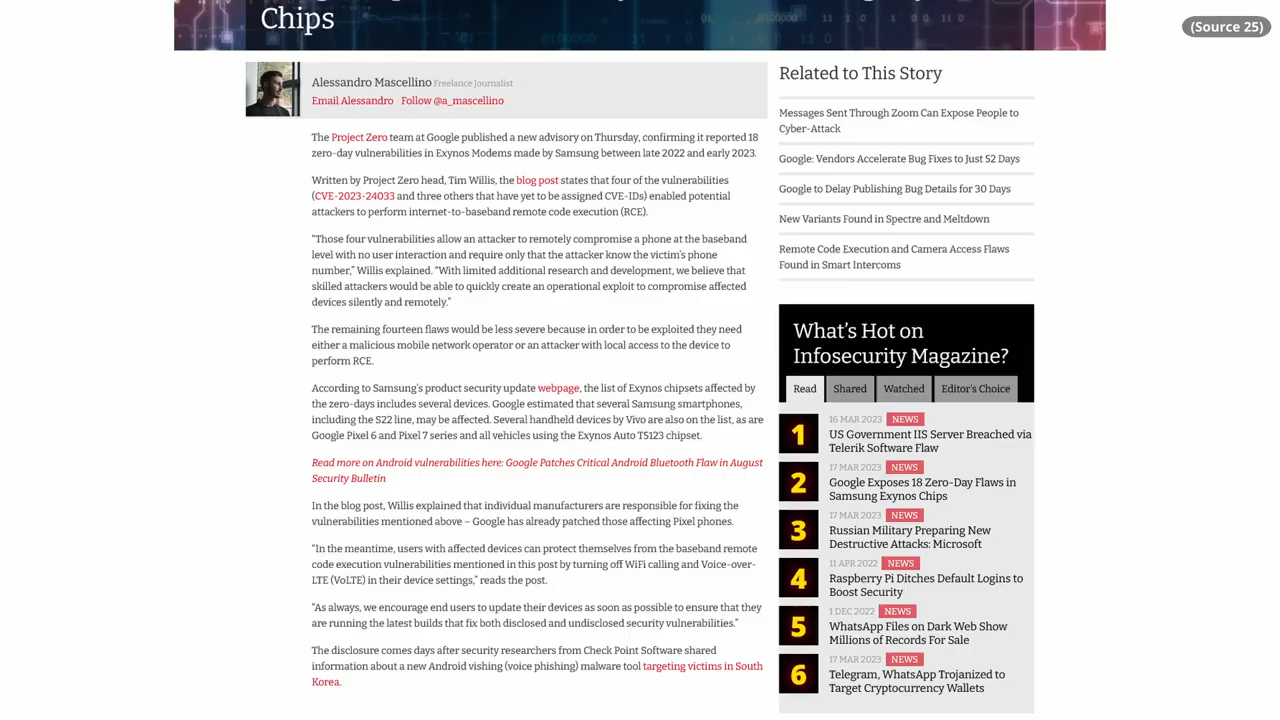 Chips
(Source 25)
Alessandro Mascellino Freelance Journalist
Email Alessandro Follow @a_mascellino
The Project Zero team at Google published a new advisory on Thursday, confirming it reported 18
zero-day vulnerabilities in Exynos Modems made by Samsung between late 2022 and early 2023.
Written by Project Zero head, Tim Willis, the blog post states that four of the vulnerabilities
(CVE-2023-24033 and three others that have yet to be assigned CVE-IDs) enabled potential
attackers to perform internet-to-baseband remote code execution (RCE).
“Those four vulnerabilities allow an attacker to remotely compromise a phone at the baseband
level with no user interaction and require only that the attacker know the victim’s phone
number,” Willis explained. “With limited additional research and development, we believe that
skilled attackers would be able to quickly create an operational exploit to compromise affected
devices silently and remotely.”
The remaining fourteen flaws would be less severe because in order to be exploited they need
either a malicious mobile network operator or an attacker with local access to the device to
perform RCE.
According to Samsung’s product security update webpage, the list of Exynos chipsets affected by
the zero-days includes several devices. Google estimated that several Samsung smartphones,
including the S22 line, may be affected. Several handheld devices by Vivo are also on the list, as are
Google Pixel 6 and Pixel 7 series and all vehicles using the Exynos Auto T5123 chipset.
Read more on Android vulnerabilities here: Google Patches Critical Android Bluetooth Flaw in August
Security Bulletin
In the blog post, Willis explained that individual manufacturers are responsible for fixing the
vulnerabilities mentioned above – Google has already patched those affecting Pixel phones.
“In the meantime, users with affected devices can protect themselves from the baseband remote
code execution vulnerabilities mentioned in this post by turning off WiFi calling and Voice-over-
LTE (VoLTE) in their device settings,” reads the post.
“As always, we encourage end users to update their devices as soon as possible to ensure that they
are running the latest builds that fix both disclosed and undisclosed security vulnerabilities.”
The disclosure comes days after security researchers from Check Point Software shared
information about a new Android vishing (voice phishing) malware tool targeting victims in South
Korea.
Related to This Story
Messages Sent Through Zoom Can Expose People to
Cyber-Attack
Google: Vendors Accelerate Bug Fixes to Just 52 Days
Google to Delay Publishing Bug Details for 30 Days
New Variants Found in Spectre and Meltdown
Remote Code Execution and Camera Access Flaws
Found in Smart Intercoms
What’s Hot on
Infosecurity Magazine?
Read Shared Watched Editor’s Choice
1
16 MAR 2023 NEWS
US Government IIS Server Breached via
Telerik Software Flaw
2
17 MAR 2023 NEWS
Google Exposes 18 Zero-Day Flaws in
Samsung Exynos Chips
3
17 MAR 2023 NEWS
Russian Military Preparing New
Destructive Attacks: Microsoft
4
11 APR 2022 NEWS
Raspberry Pi Ditches Default Logins to
Boost Security
5
1 DEC 2022 NEWS
WhatsApp Files on Dark Web Show
Millions of Records For Sale
6
17 MAR 2023 NEWS
Telegram, WhatsApp Trojanized to
Target Cryptocurrency Wallets